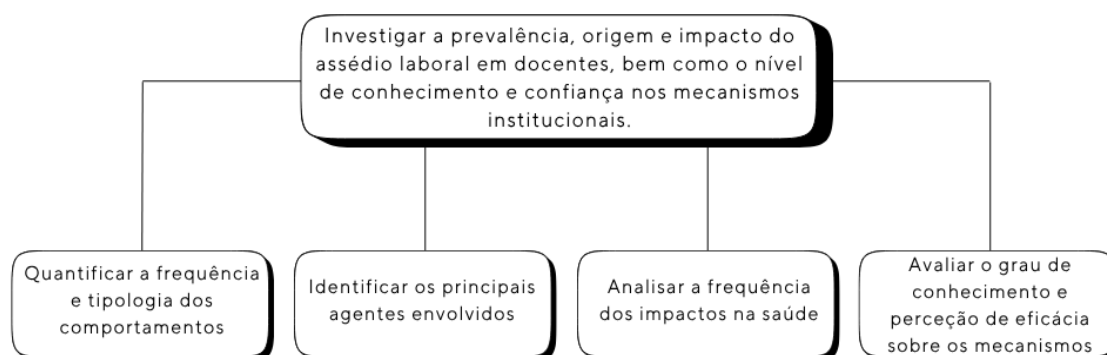 Investigar a prevalência, origem e impacto do
assédio laboral em docentes, bem como o nível
de conhecimento e confiança nos mecanismos
institucionais.
Quantificar a frequência
e tipologia dos
comportamentos
Identificar os principais
agentes envolvidos
Analisar a frequência
dos impactos na saúde
Avaliar o grau de
conhecimento e
perceção de eficácia
sobre os mecanismos